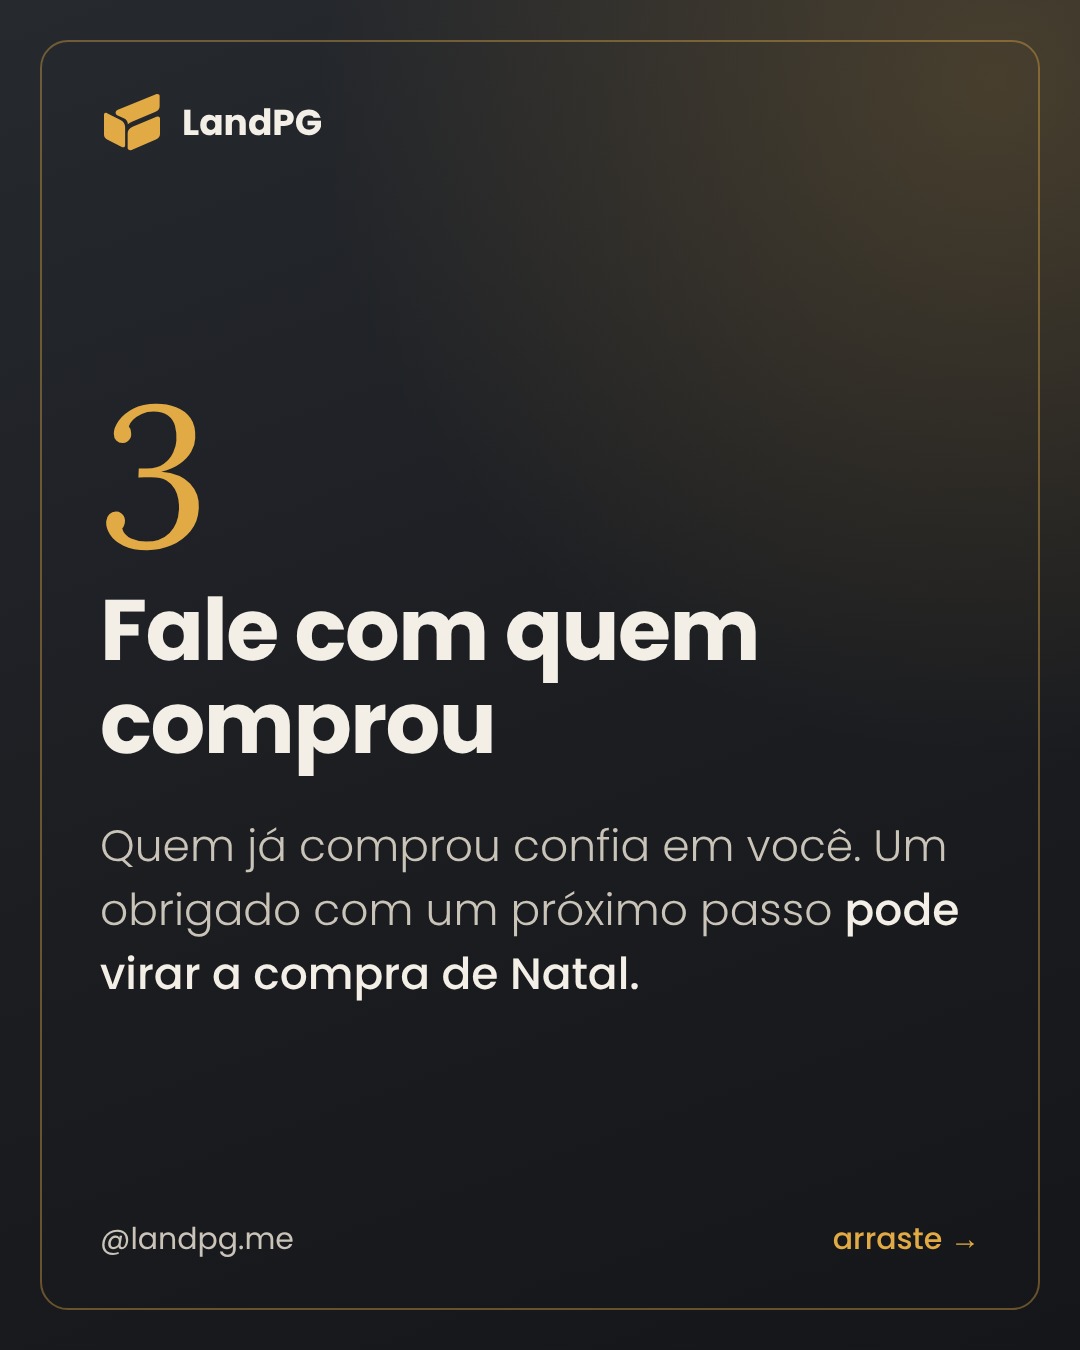 LandPG
3
Fale com quem
comprou
Quem já comprou confia em você. Um
obrigado com um próximo passo pode
virar a compra de Natal.
@landpg.me
arraste →